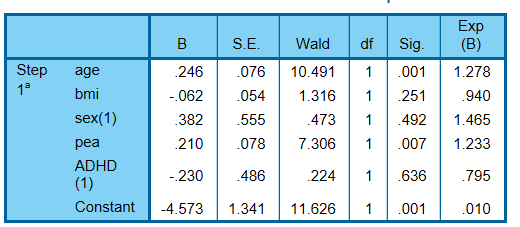 B S.E. Wald df Sig. Exp (B)
Step 1a age .246 .076 10.491 1 .001 1.278
bmi -.062 .054 1.316 1 .251 .940
sex(1) .382 .555 .473 1 .492 1.465
pea .210 .078 7.306 1 .007 1.233
ADHD (1) -.230 .486 .224 1 .636 .795
Constant -4.573 1.341 11.626 1 .001 .010